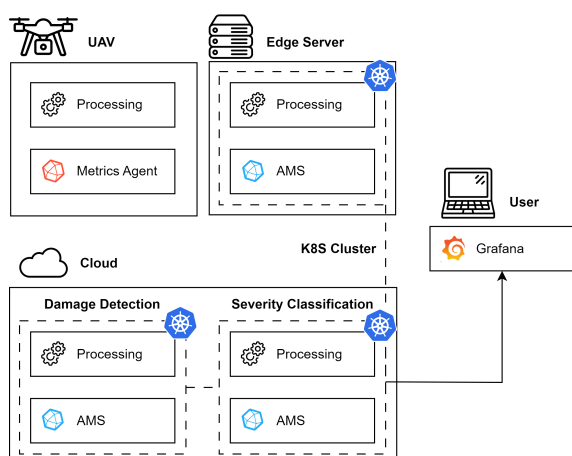 UAV
Edge Server
Processing
Processing
Metrics Agent
AMS
User
K8S Cluster
Grafana
Cloud
Damage Detection
Severity Classification
Processing
Processing
AMS
AMS